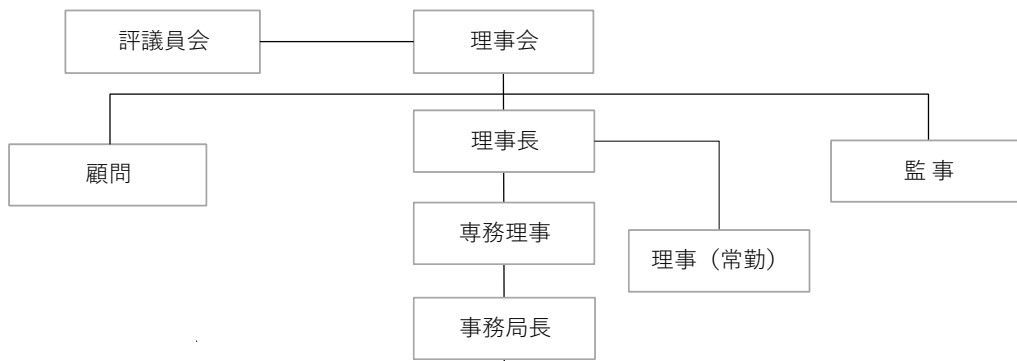 評議員会
理事会
顧問
理事長
監 事
専務理事
理事（常勤）
事務局長